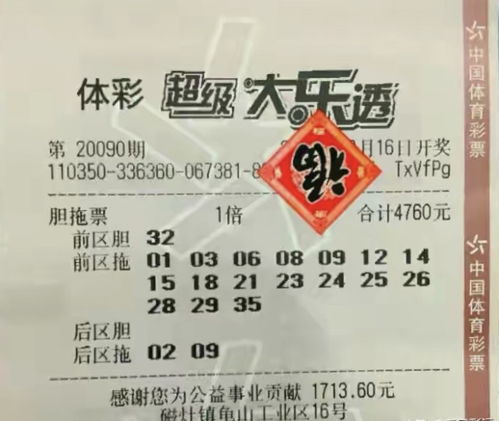 体彩 超级大乐透
第 20090期 2 月16日开奖
110350-336360-067381-8 TxVfPg
福
胆拖票 1倍 合计4760元
前区胆 32
前区拖 01 03 06 08 09 12 14
15 18 21 23 24 25 26
28 29 35
后区胆
后区拖 02 09
感谢您为公益事业贡献 1713.60元
磁灶镇龟山工业区16号
中国体育彩票
中国体育彩票